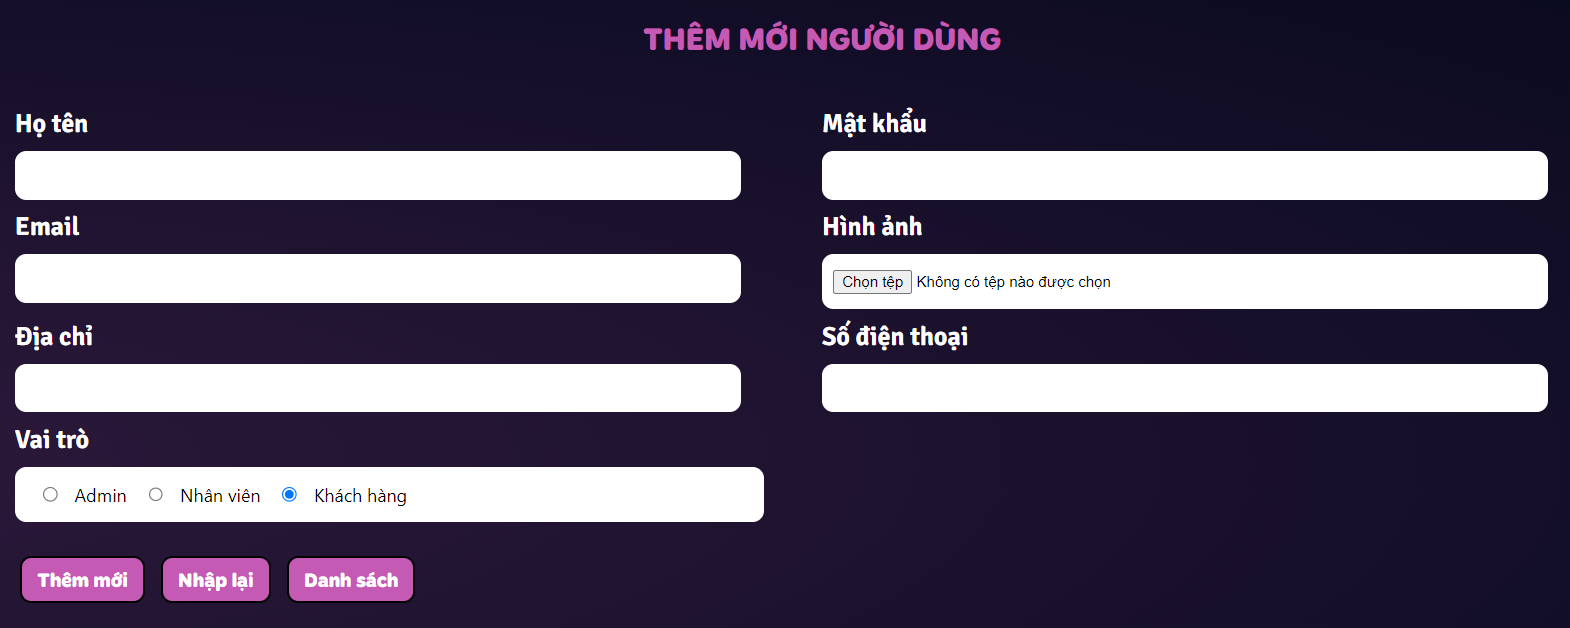 THÊM MỚI NGƯỜI DÙNG
Họ tên
Mật khẩu
Email
Hình ảnh
Chọn tệp Không có tệp nào được chọn
Địa chỉ
Số điện thoại
Vai trò
Admin Nhân viên Khách hàng
Thêm mới Nhập lại Danh sách